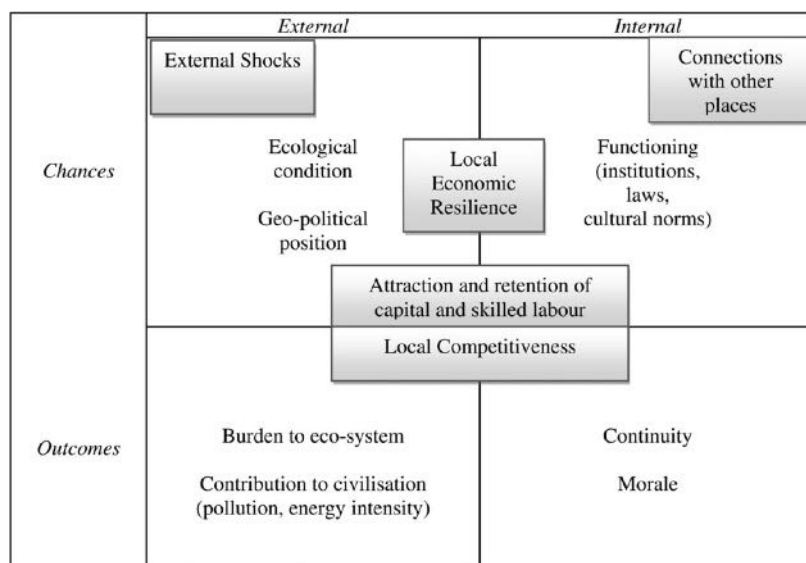 External
Internal
External Shocks
Connections
with other
places
Chances
Ecological
condition
Geo-political
position
Local
Economic
Resilience
Functioning
(institutions,
laws,
cultural norms)
Attraction and retention of
capital and skilled labour
Local Competitiveness
Outcomes
Burden to eco-system
Contribution to civilisation
(pollution, energy intensity)
Continuity
Morale